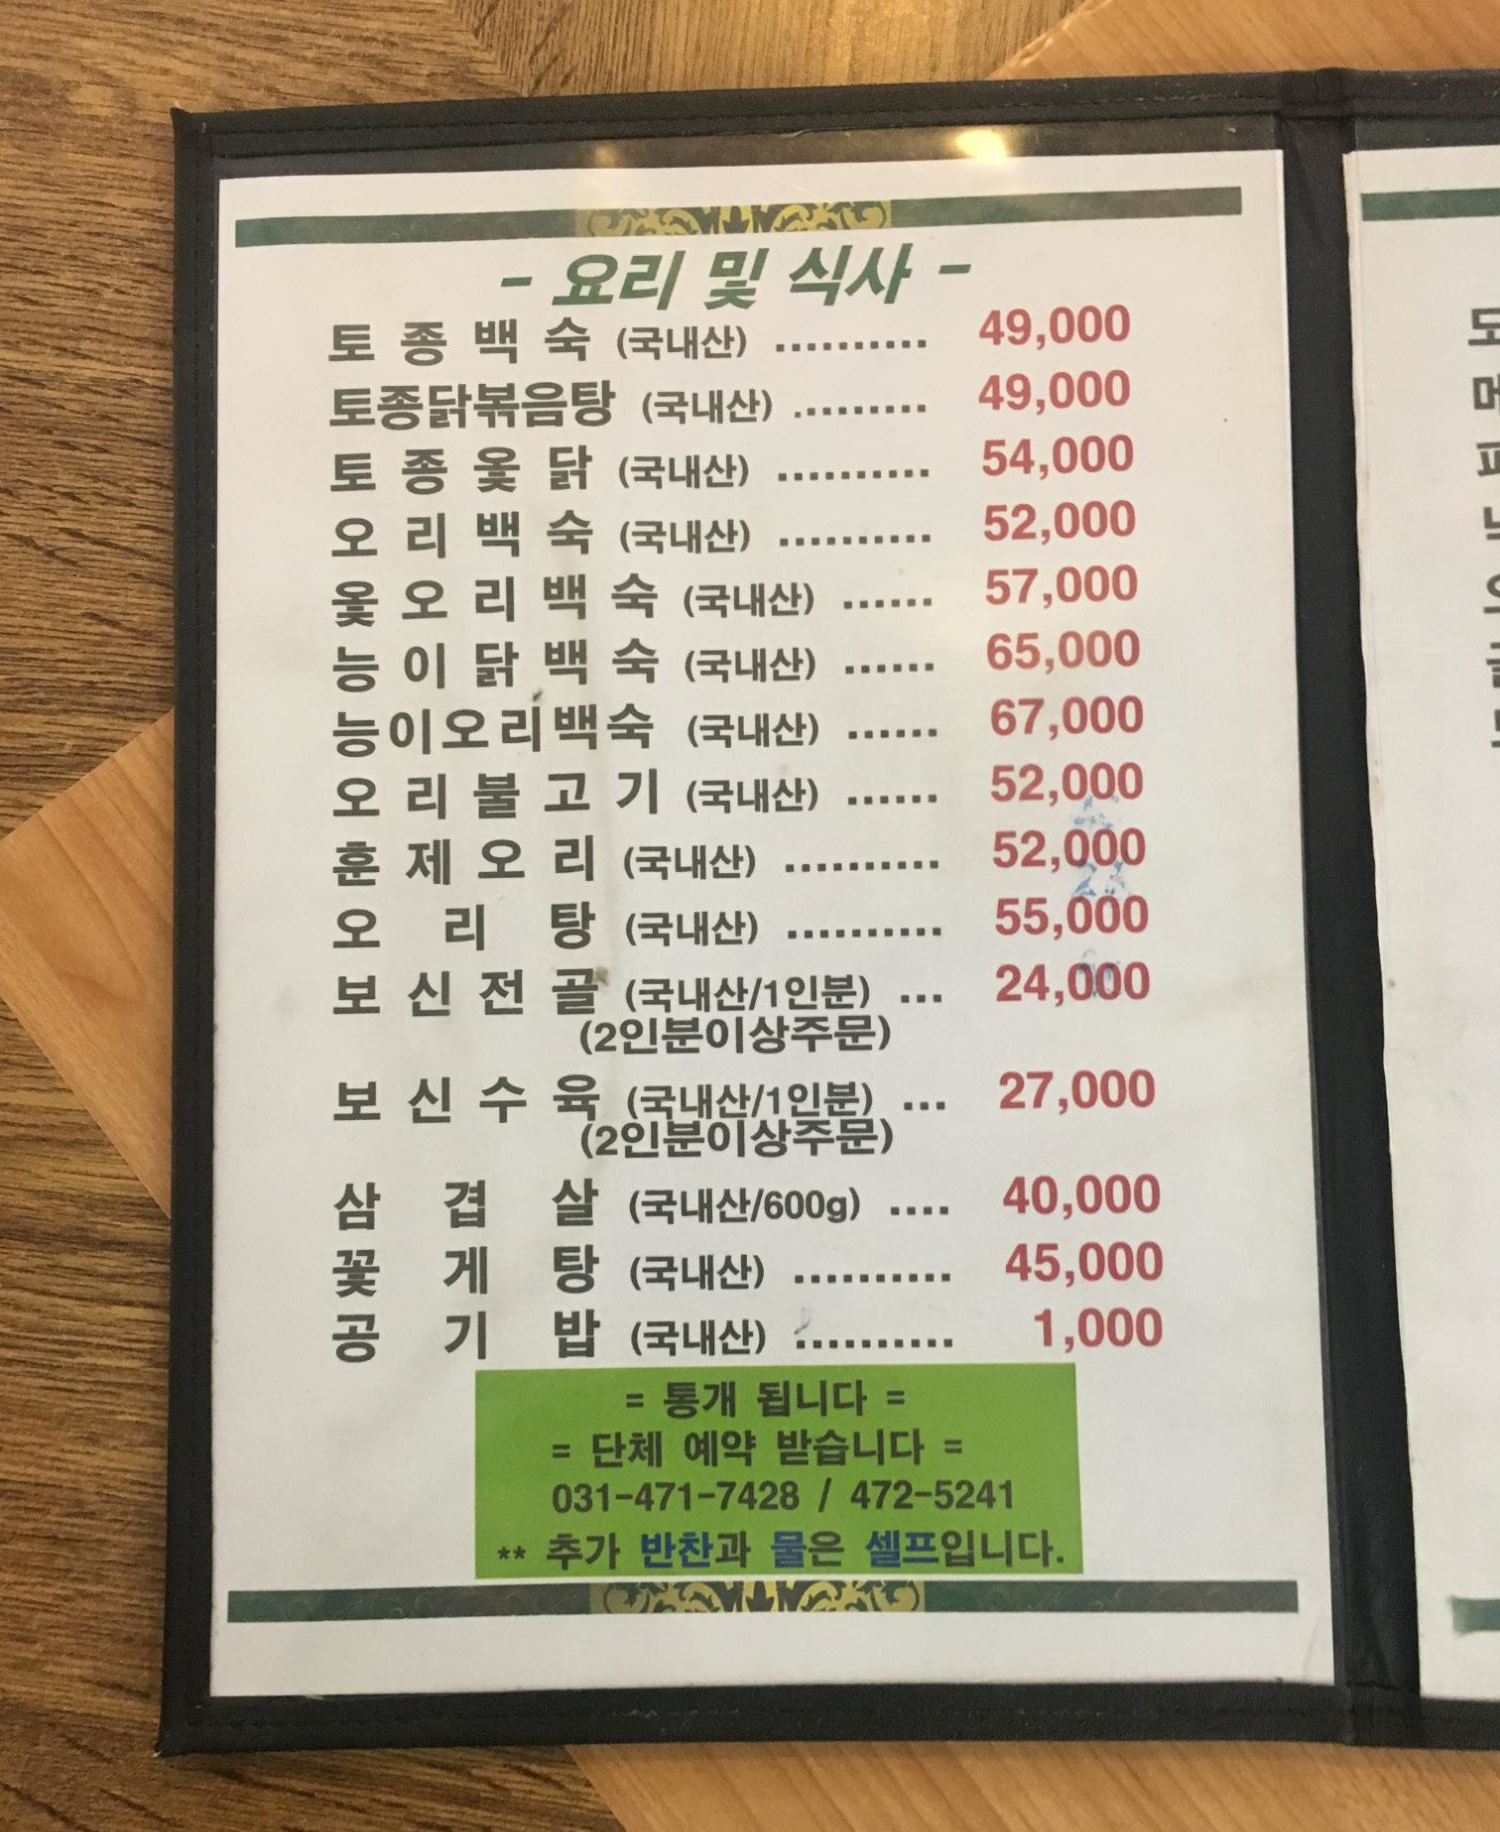 - 요리 및 식사 -
토종백숙 (국내산) .......... 49,000
토종닭볶음탕 (국내산) ......... 49,000
토종옻닭 (국내산) .......... 54,000
오리백숙 (국내산) .......... 52,000
옻오리백숙 (국내산) ...... 57,000
능이닭백숙 (국내산) ...... 65,000
능이오리백숙 (국내산) ...... 67,000
오리불고기 (국내산) ...... 52,000
훈제오리 (국내산) .......... 52,000
오리탕 (국내산) .......... 55,000
보신전골 (국내산/1인분) ... 24,000
(2인분이상주문)
보신수육 (국내산/1인분) ... 27,000
(2인분이상주문)
삼겹살 (국내산/600g) .... 40,000
꽃게탕 (국내산) .......... 45,000
공기밥 (국내산) .......... 1,000
= 통개 됩니다 =
= 단체 예약 받습니다 =
031-471-7428 / 472-5241
** 추가 반찬과 물은 셀프입니다.